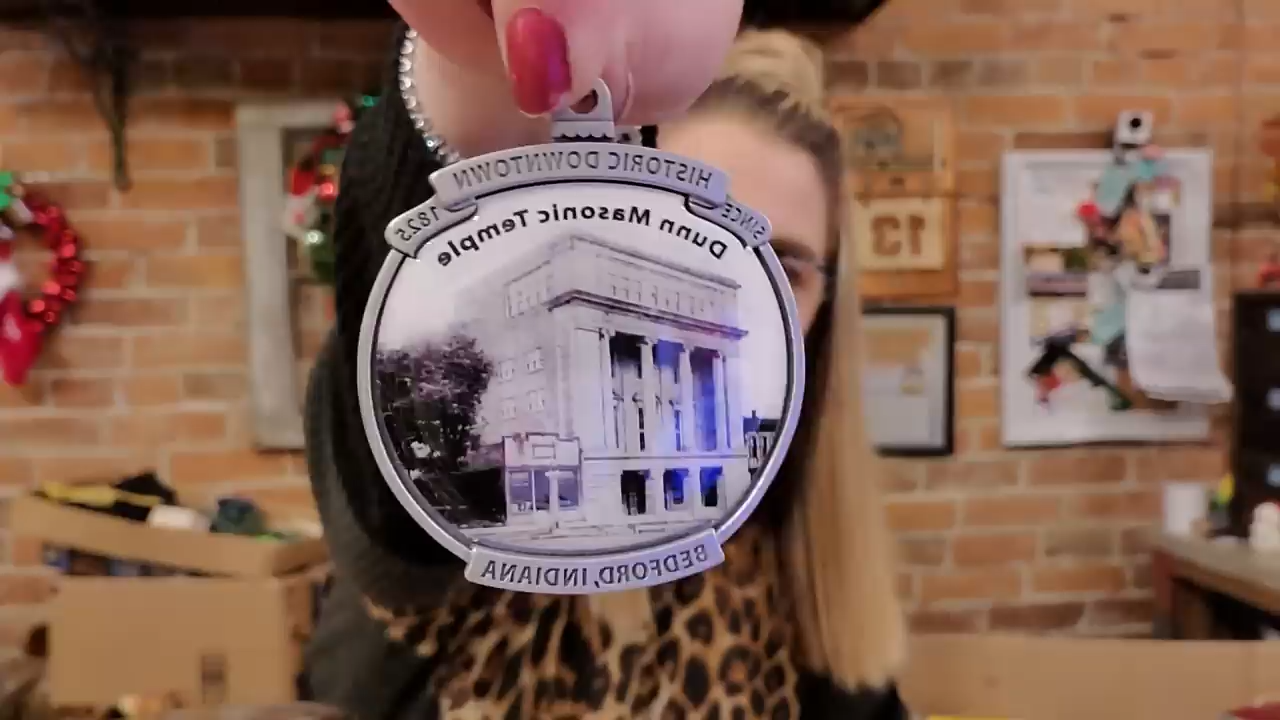 HISTORIC DOWNTOWN
SINCE 1825
Dunn Masonic Temple
BEDFORD, INDIANA
13